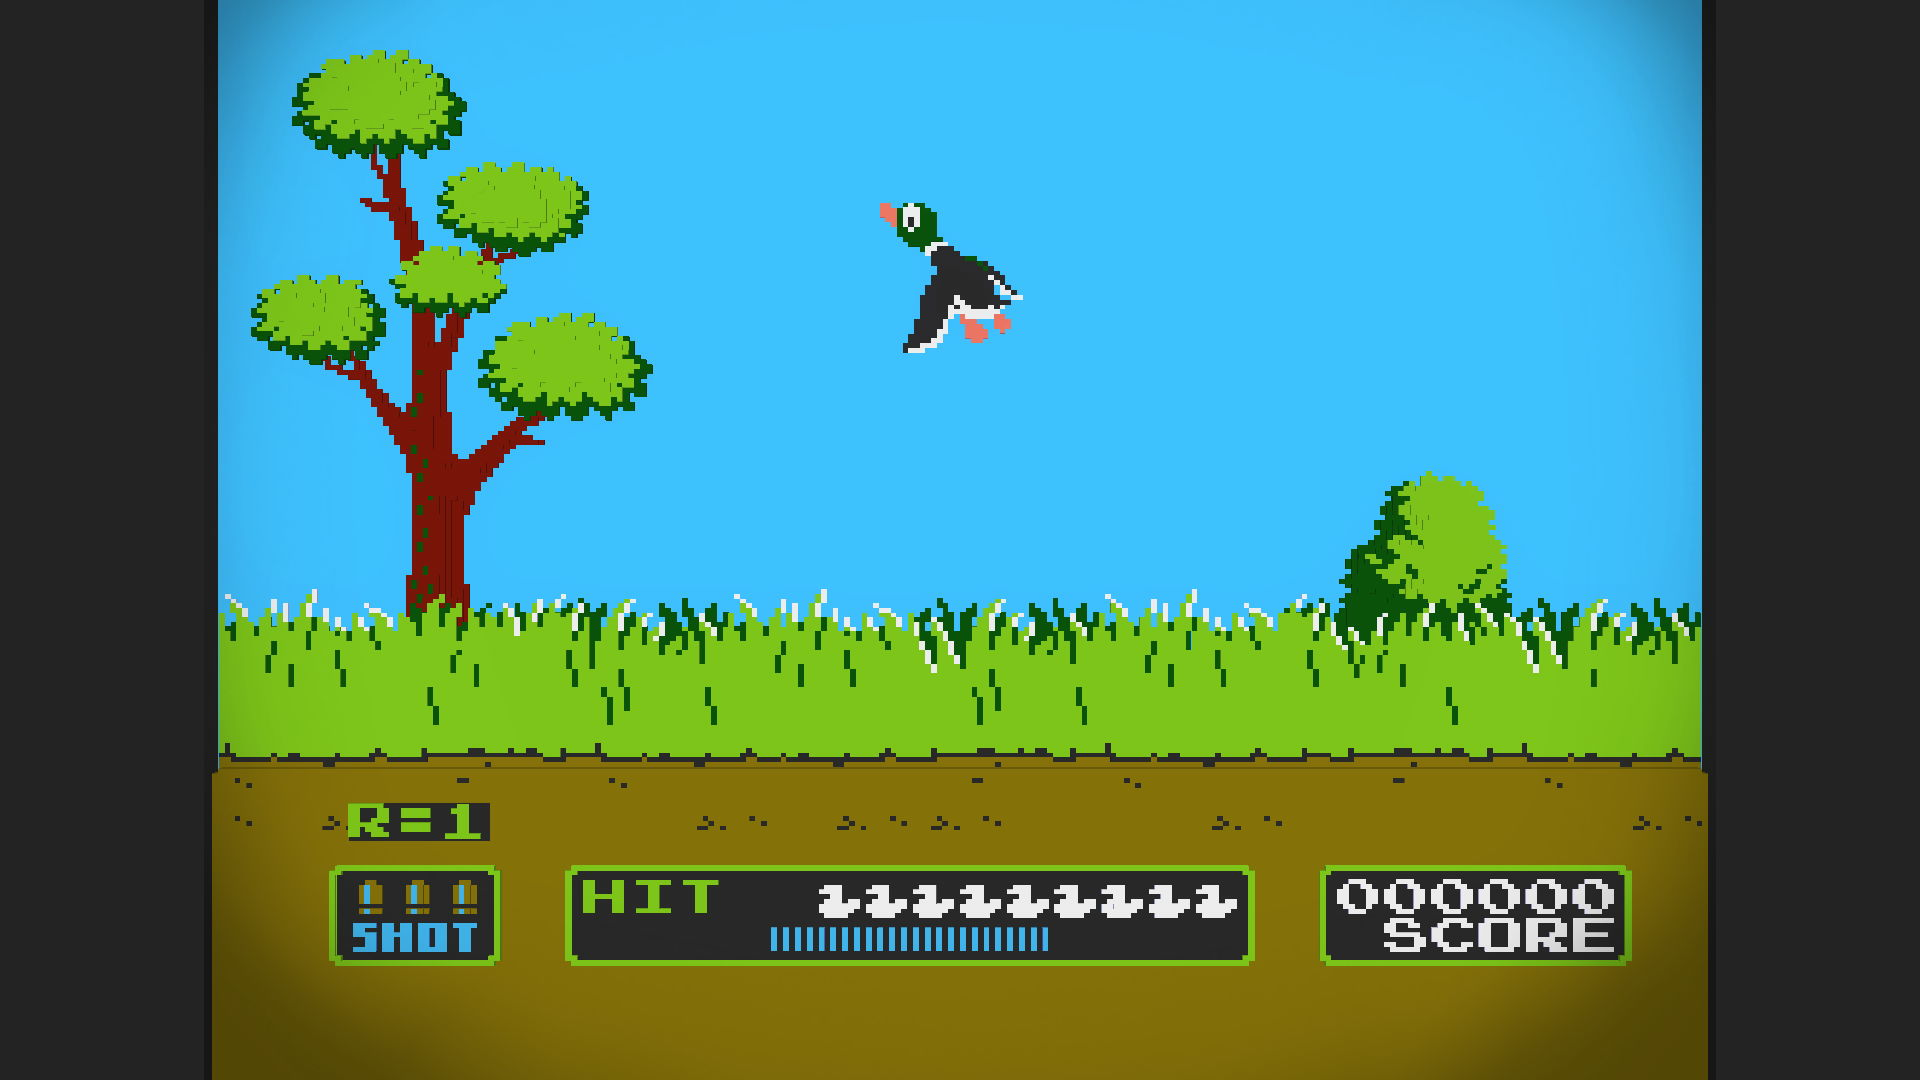 R=1
SHOT
HIT
000000
SCORE